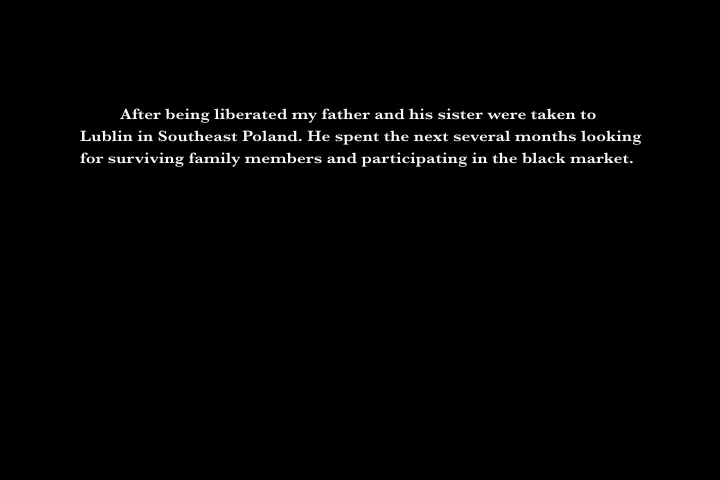 After being liberated my father and his sister were taken to
Lublin in Southeast Poland. He spent the next several months looking
for surviving family members and participating in the black market.